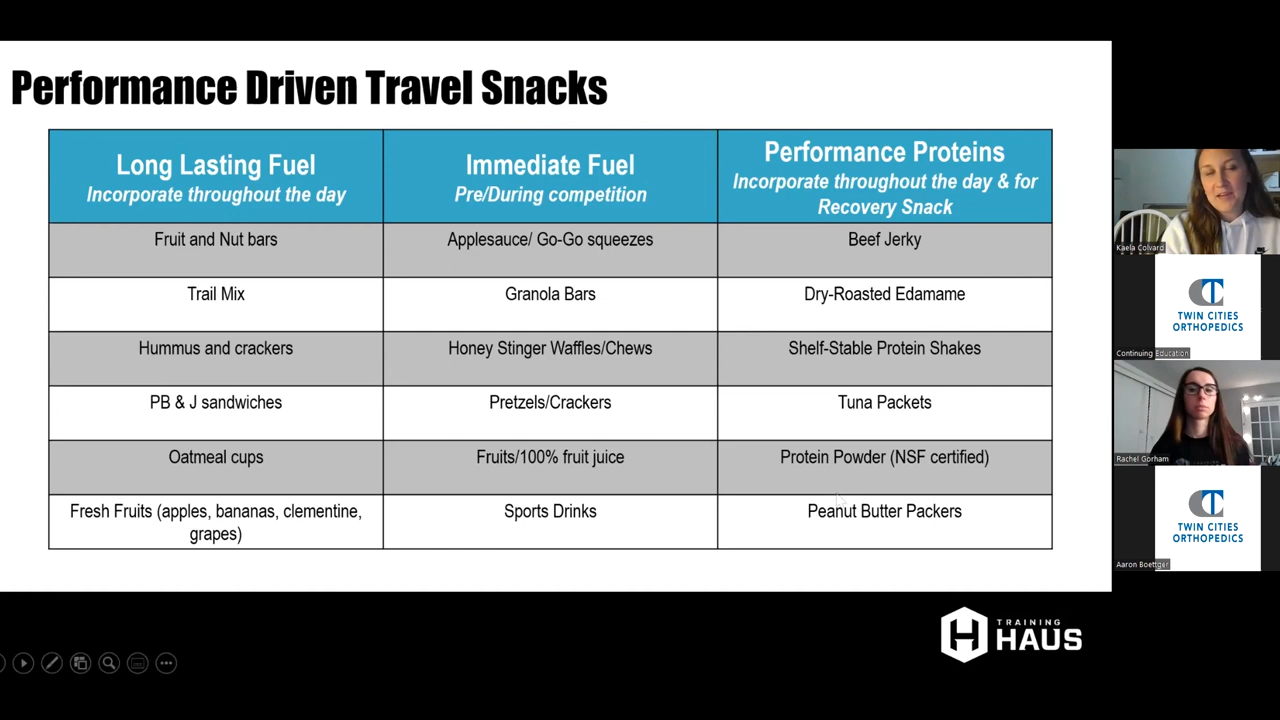 Performance Driven Travel Snacks
Long Lasting Fuel
Incorporate throughout the day
Immediate Fuel
Pre/During competition
Performance Proteins
Incorporate throughout the day & for
Recovery Snack
Fruit and Nut bars
Applesauce/ Go-Go squeezes
Beef Jerky
Trail Mix
Granola Bars
Dry-Roasted Edamame
Hummus and crackers
Honey Stinger Waffles/Chews
Shelf-Stable Protein Shakes
PB & J sandwiches
Pretzels/Crackers
Tuna Packets
Oatmeal cups
Fruits/100% fruit juice
Protein Powder (NSF certified)
Fresh Fruits (apples, bananas, clementine,
grapes)
Sports Drinks
Peanut Butter Packers
Kaela Colvard
CT
TWIN CITIES
ORTHOPEDICS
Continuing Education
Rachel Gorham
CT
TWIN CITIES
ORTHOPEDICS
Aaron Boettger
H
TRAINING
HAUS